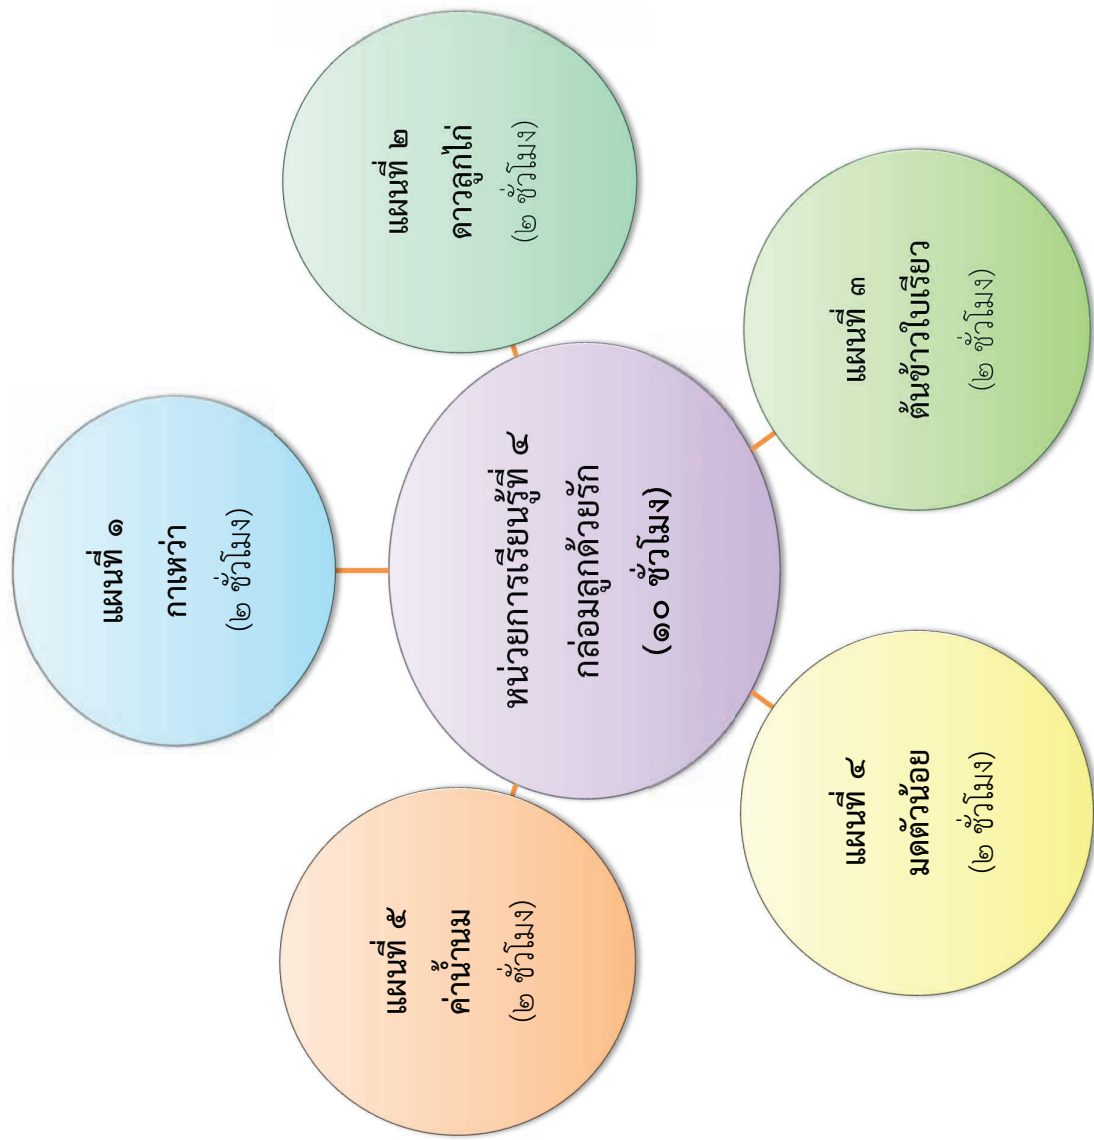 หน่วยการเรียนรู้ที่ ๔
กล่อมลูกด้วยรัก
(๑๐ ชั่วโมง)
แผนที่ ๑
กาเหว่า
(๒ ชั่วโมง)
แผนที่ ๒
ดาวลูกไก่
(๒ ชั่วโมง)
แผนที่ ๓
ต้นข้าวใบเรียว
(๒ ชั่วโมง)
แผนที่ ๔
มดตัวน้อย
(๒ ชั่วโมง)
แผนที่ ๕
ค่าน้ำนม
(๒ ชั่วโมง)